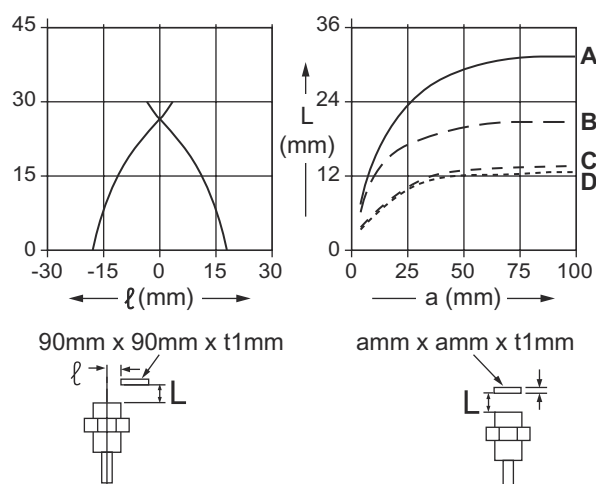 45
30
15
0
-30 -15 0 15 30
ℓ (mm)
90mm x 90mm x t1mm
ℓ
L
36
24
12
0
L
(mm)
A
B
C
D
0 25 50 75 100
a (mm)
amm x amm x t1mm
L